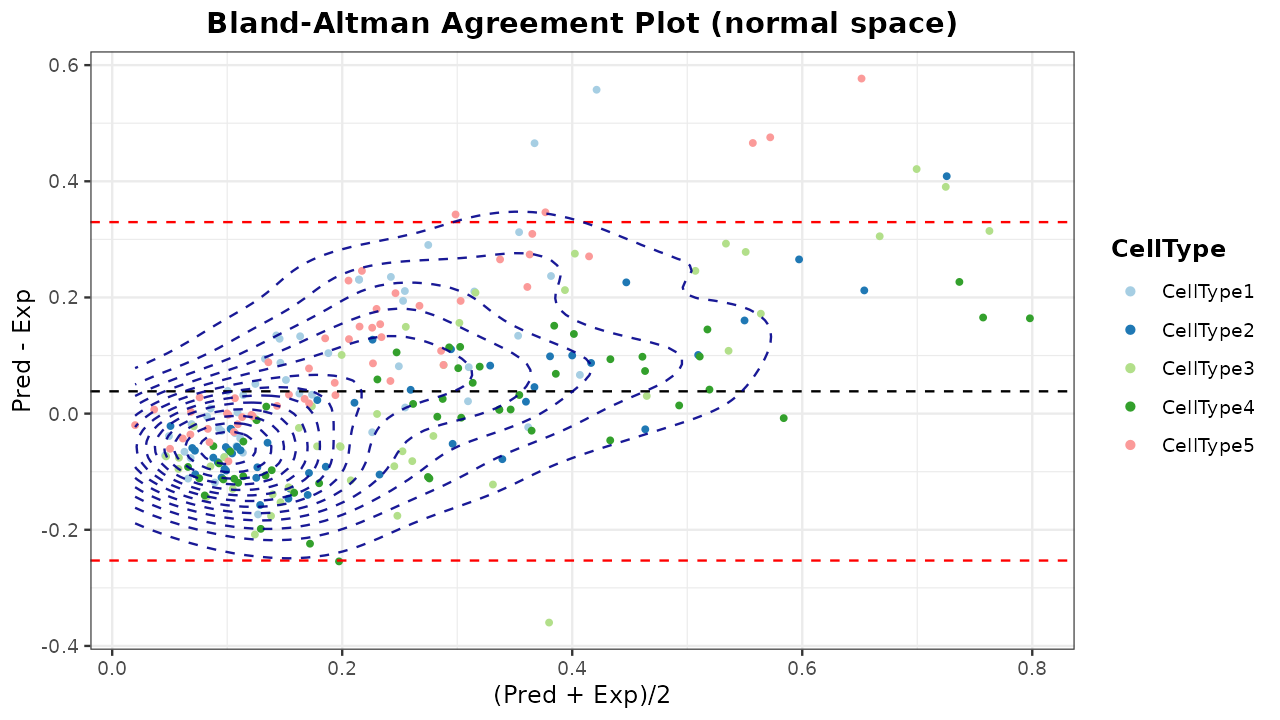 Bland-Altman Agreement Plot (normal space)
0.6
0.4
0.2
0.0
-0.2
-0.4
Pred - Exp
0.0 0.2 0.4 0.6 0.8
(Pred + Exp)/2
CellType
CellType1
CellType2
CellType3
CellType4
CellType5